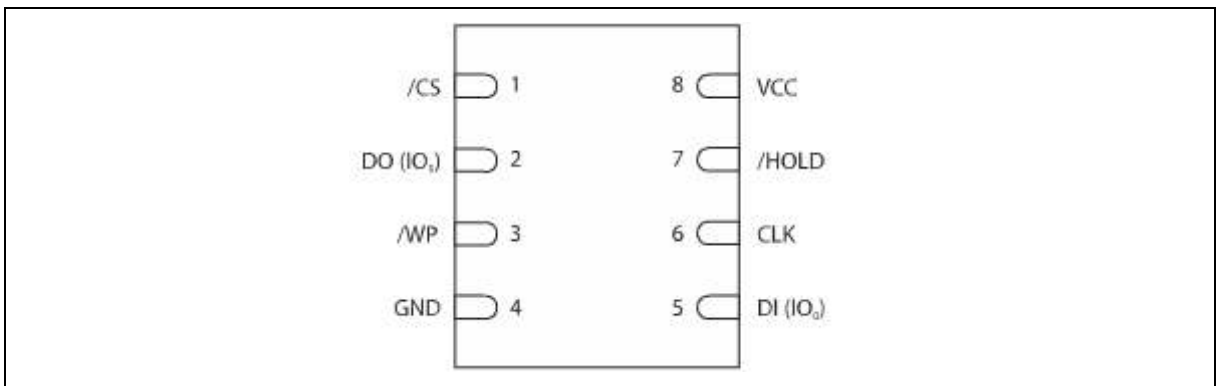 /CS 1 8 VCC
DO (IO₁) 2 7 /HOLD
/WP 3 6 CLK
GND 4 5 DI (IO₀)